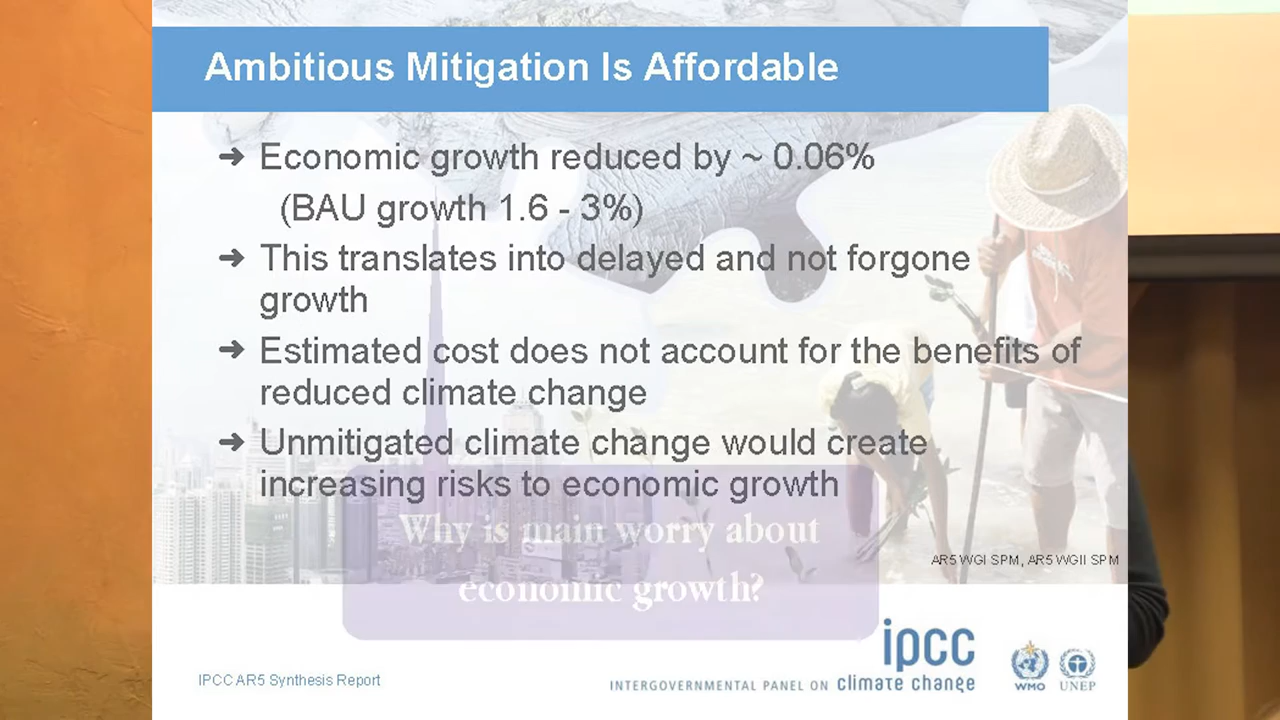 Ambitious Mitigation Is Affordable
➜ Economic growth reduced by ~ 0.06%
(BAU growth 1.6 - 3%)
➜ This translates into delayed and not forgone
growth
➜ Estimated cost does not account for the benefits of
reduced climate change
➜ Unmitigated climate change would create
increasing risks to economic growth
Why is main worry about
economic growth?
AR5 WGI SPM, AR5 WGII SPM
IPCC AR5 Synthesis Report
ipcc
INTERGOVERNMENTAL PANEL ON climate change
WMO
UNEP